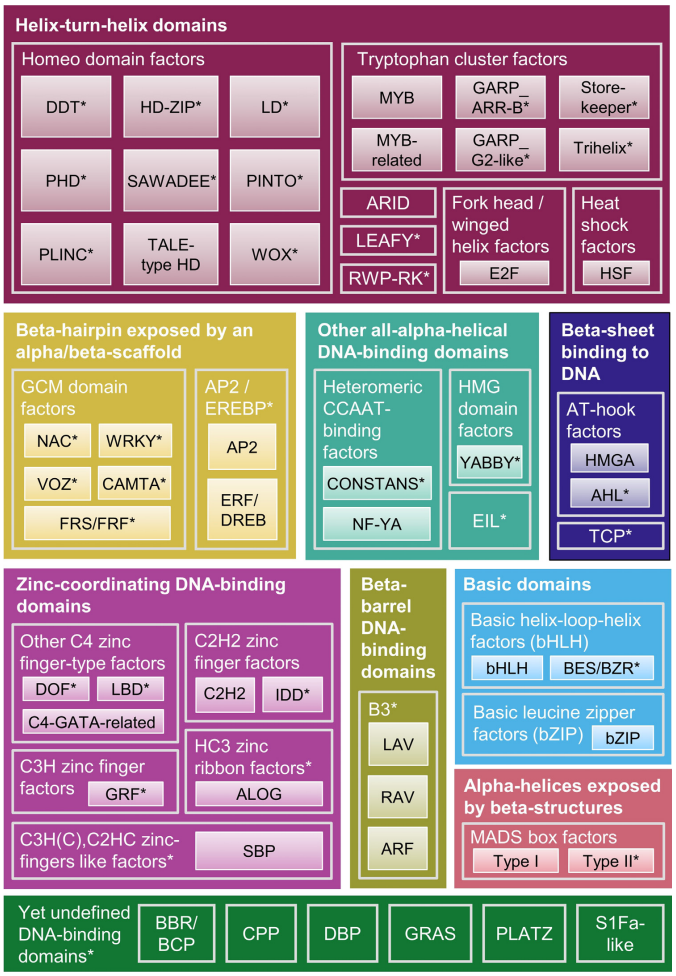 Helix-turn-helix domains
Homeo domain factors
DDT*
HD-ZIP*
LD*
PHD*
SAWADEE*
PINTO*
PLINC*
TALE-
type HD
WOX*
Tryptophan cluster factors
MYB
GARP_
ARR-B*
Store-
keeper*
MYB-
related
GARP_
G2-like*
Trihelix*
ARID
LEAFY*
RWP-RK*
Fork head /
winged
helix factors
E2F
Heat
shock
factors
HSF
Beta-hairpin exposed by an
alpha/beta-scaffold
GCM domain
factors
NAC*
WRKY*
VOZ*
CAMTA*
FRS/FRF*
AP2 /
EREBP*
AP2
ERF/
DREB
Other all-alpha-helical
DNA-binding domains
Heteromeric
CCAAT-
binding
factors
CONSTANS*
NF-YA
HMG
domain
factors
YABBY*
EIL*
Beta-sheet
binding to
DNA
AT-hook
factors
HMGA
AHL*
TCP*
Zinc-coordinating DNA-binding
domains
Other C4 zinc
finger-type factors
DOF*
LBD*
C4-GATA-related
C2H2 zinc
finger factors
C2H2
IDD*
C3H zinc finger
factors
GRF*
HC3 zinc
ribbon factors*
ALOG
C3H(C),C2HC zinc-
fingers like factors*
SBP
Beta-
barrel
DNA-
binding
domains
B3*
LAV
RAV
ARF
Basic domains
Basic helix-loop-helix
factors (bHLH)
bHLH
BES/BZR*
Basic leucine zipper
factors (bZIP)
bZIP
Alpha-helices exposed
by beta-structures
MADS box factors
Type I
Type II*
Yet undefined
DNA-binding
domains*
BBR/
BCP
CPP
DBP
GRAS
PLATZ
S1Fa-
like